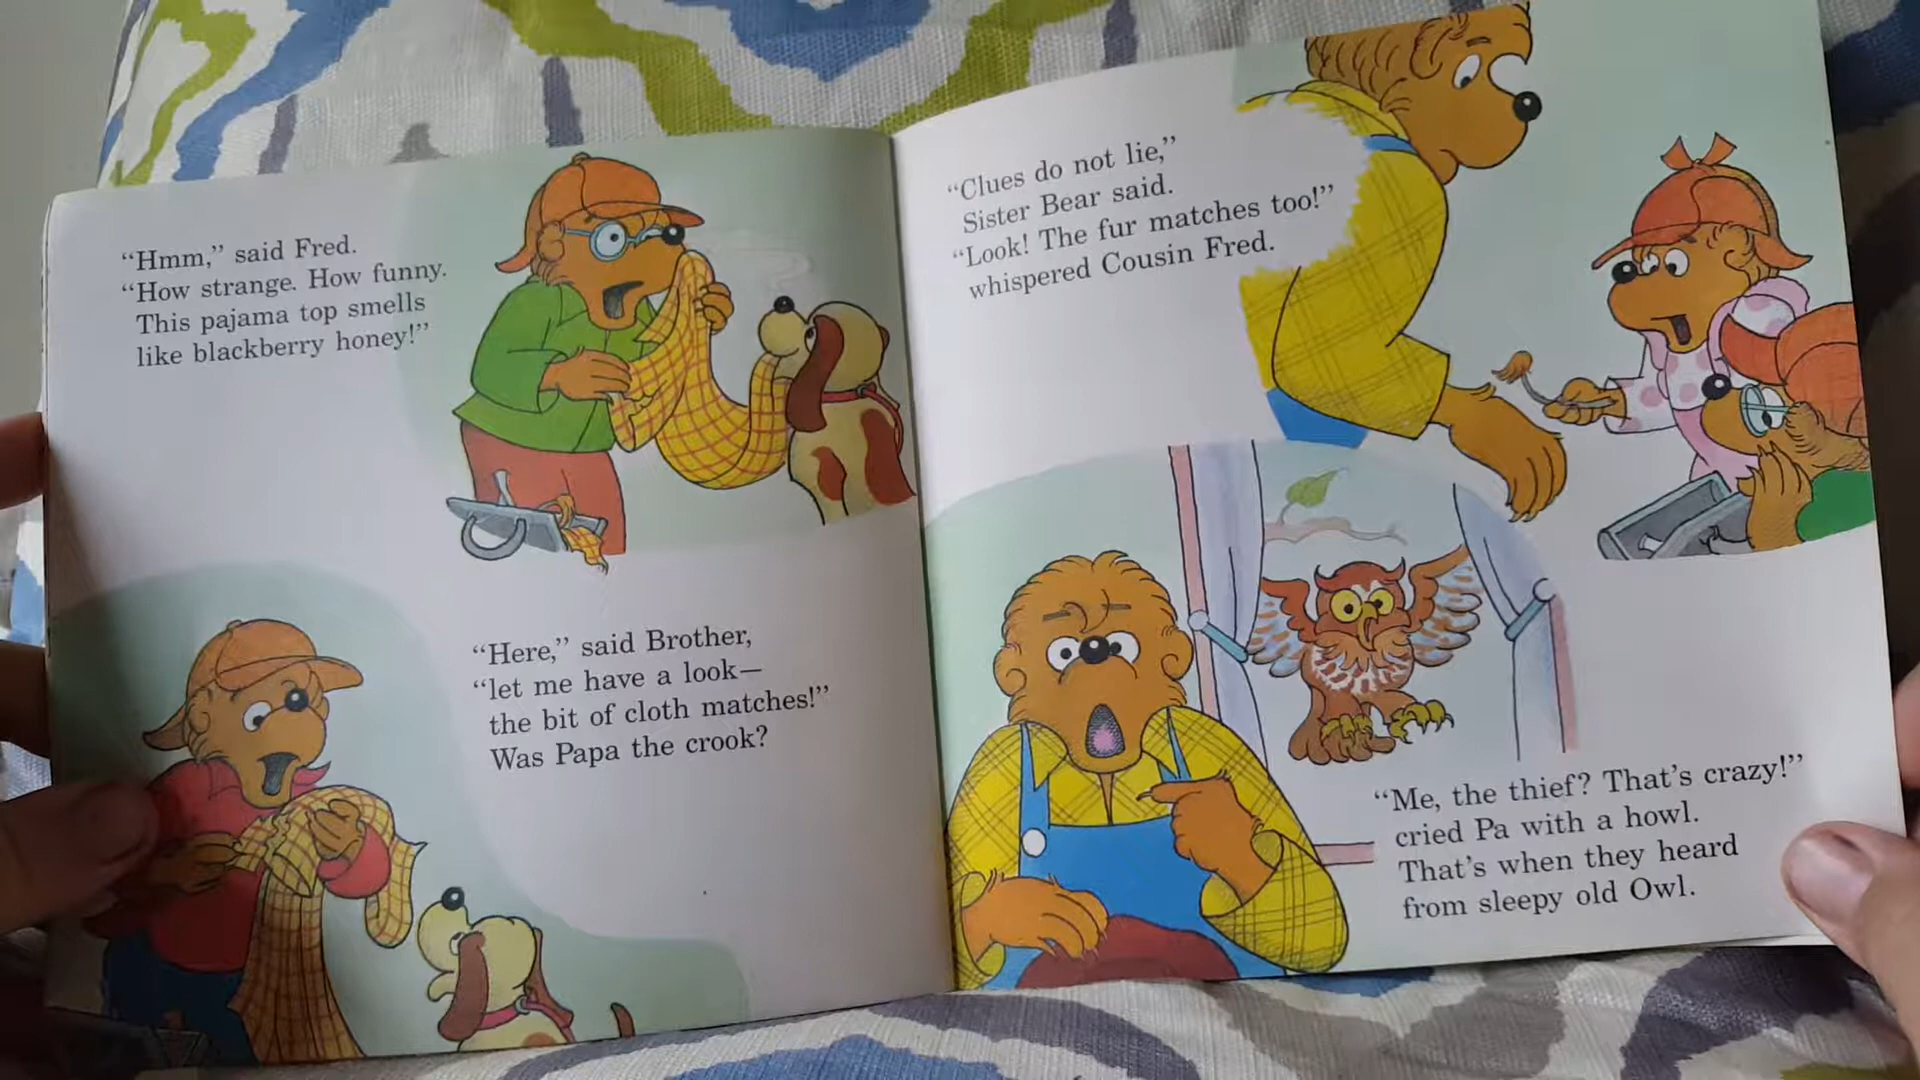 “Hmm,” said Fred.
“How strange. How funny.
This pajama top smells
like blackberry honey!”
“Here,” said Brother,
“let me have a look—
the bit of cloth matches!”
Was Papa the crook?
“Clues do not lie,”
Sister Bear said.
“Look! The fur matches too!”
whispered Cousin Fred.
“Me, the thief? That’s crazy!”
cried Pa with a howl.
That’s when they heard
from sleepy old Owl.